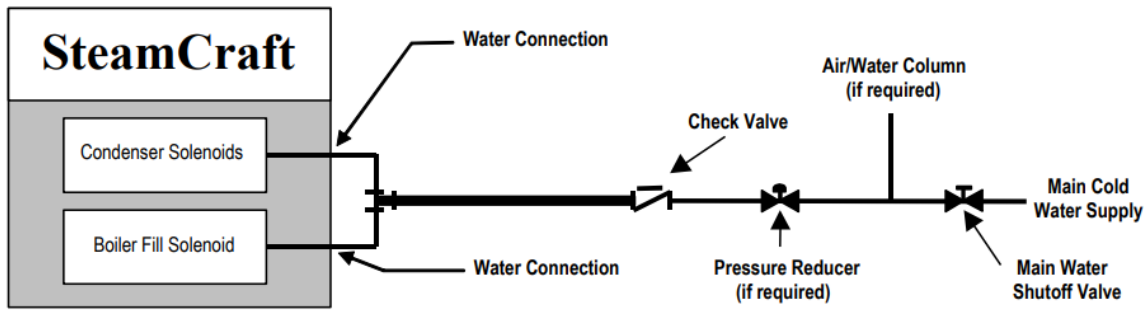 SteamCraft
Water Connection
Air/Water Column
(if required)
Check Valve
Condenser Solenoids
Main Cold
Water Supply
Boiler Fill Solenoid
Water Connection
Pressure Reducer
(if required)
Main Water
Shutoff Valve